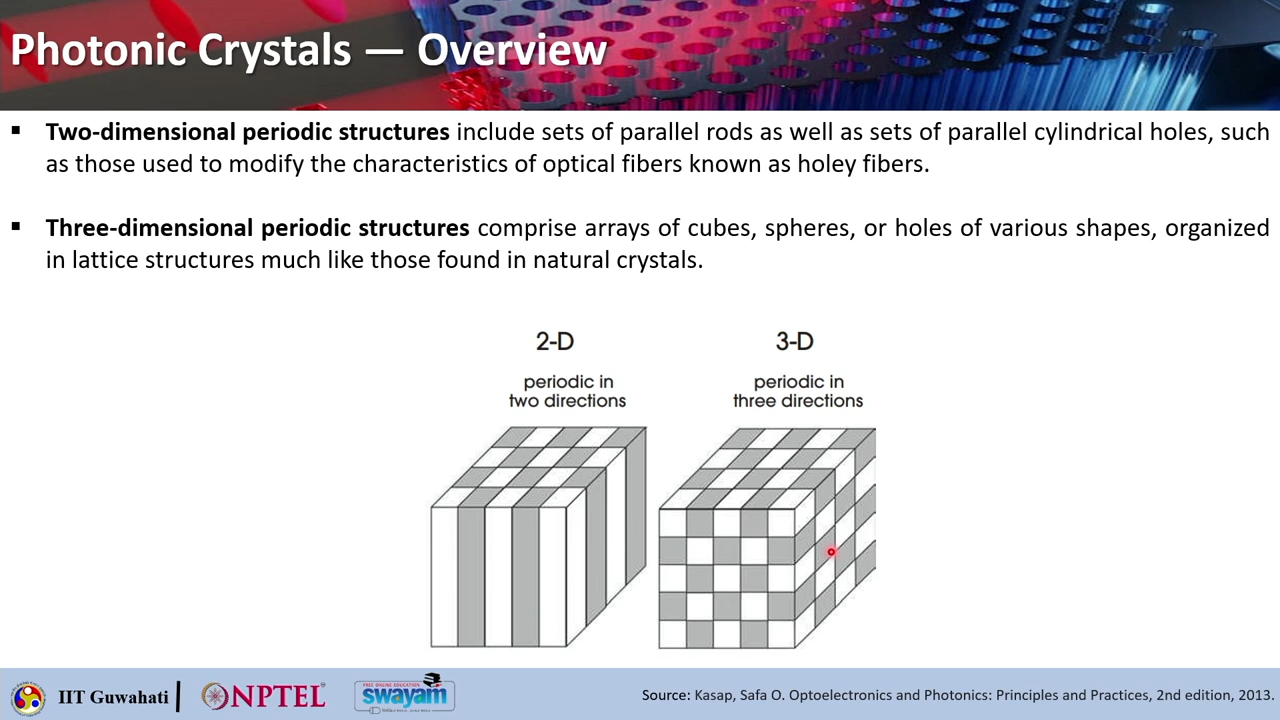 Photonic Crystals — Overview
▪ Two-dimensional periodic structures include sets of parallel rods as well as sets of parallel cylindrical holes, such
as those used to modify the characteristics of optical fibers known as holey fibers.
▪ Three-dimensional periodic structures comprise arrays of cubes, spheres, or holes of various shapes, organized
in lattice structures much like those found in natural crystals.
2-D
periodic in
two directions
3-D
periodic in
three directions
IIT Guwahati
NPTEL
FREE ONLINE EDUCATION
swayam
Source: Kasap, Safa O. Optoelectronics and Photonics: Principles and Practices, 2nd edition, 2013.